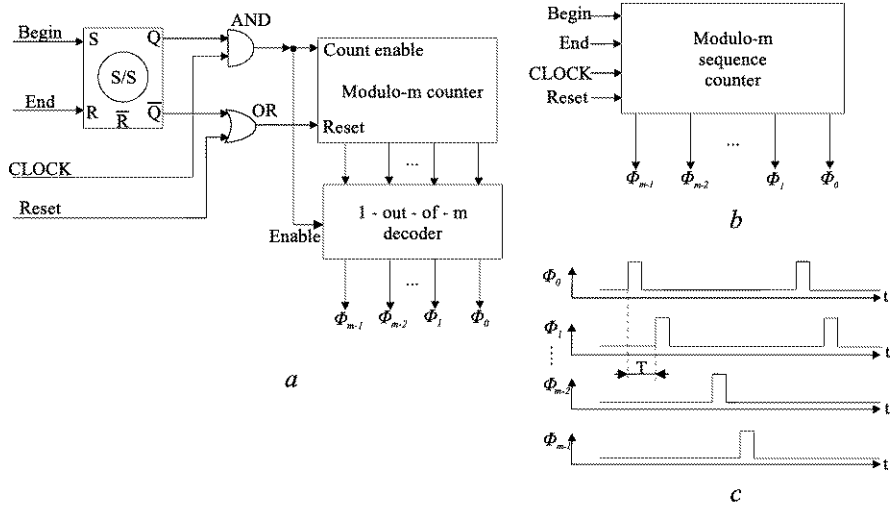 AND
Begin
S
Q
S/S
End
R
R̅
Q̅
OR
CLOCK
Reset
Count enable
Modulo-m counter
Reset
...
Enable
1 - out - of - m
decoder
...
Φm-1 Φm-2 Φ1 Φ0
a
Begin
End
CLOCK
Reset
Modulo-m
sequence
counter
...
Φm-1 Φm-2 Φ1 Φ0
b
Φ0
t
Φ1
t
⋮
T
Φm-2
t
Φm-1
t
c